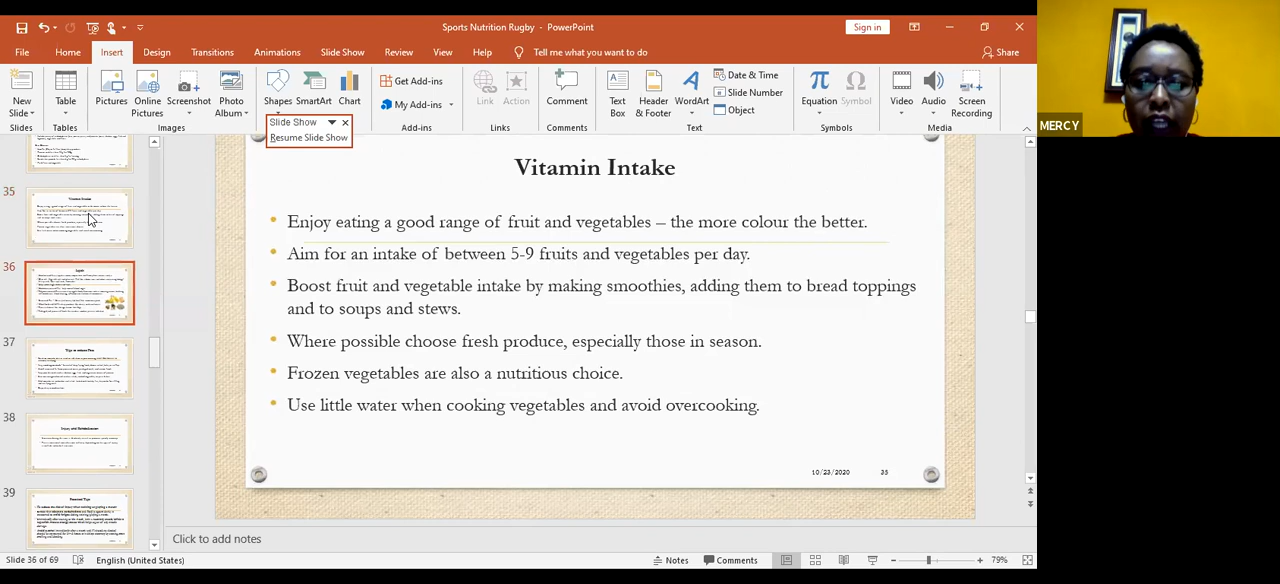 Sports Nutrition Rugby - PowerPoint
Sign in
File Home Insert Design Transitions Animations Slide Show Review View Help Tell me what you want to do Share
New Slide
Table
Pictures
Online Pictures
Screenshot
Photo Album
Shapes
SmartArt
Chart
Get Add-ins
My Add-ins
Link
Action
Comment
Text Box
Header & Footer
WordArt
Date & Time
Slide Number
Object
Equation
Symbol
Video
Audio
Screen Recording
Slides Tables Images Add-ins Links Comments Text Symbols Media
Slide Show
Resume Slide Show
MERCY
35
36
37
38
39
Vitamin Intake
• Enjoy eating a good range of fruit and vegetables – the more colour the better.
• Aim for an intake of between 5-9 fruits and vegetables per day.
• Boost fruit and vegetable intake by making smoothies, adding them to bread toppings
and to soups and stews.
• Where possible choose fresh produce, especially those in season.
• Frozen vegetables are also a nutritious choice.
• Use little water when cooking vegetables and avoid overcooking.
10/23/2020 35
Click to add notes
Slide 36 of 69 English (United States) Notes Comments 79%